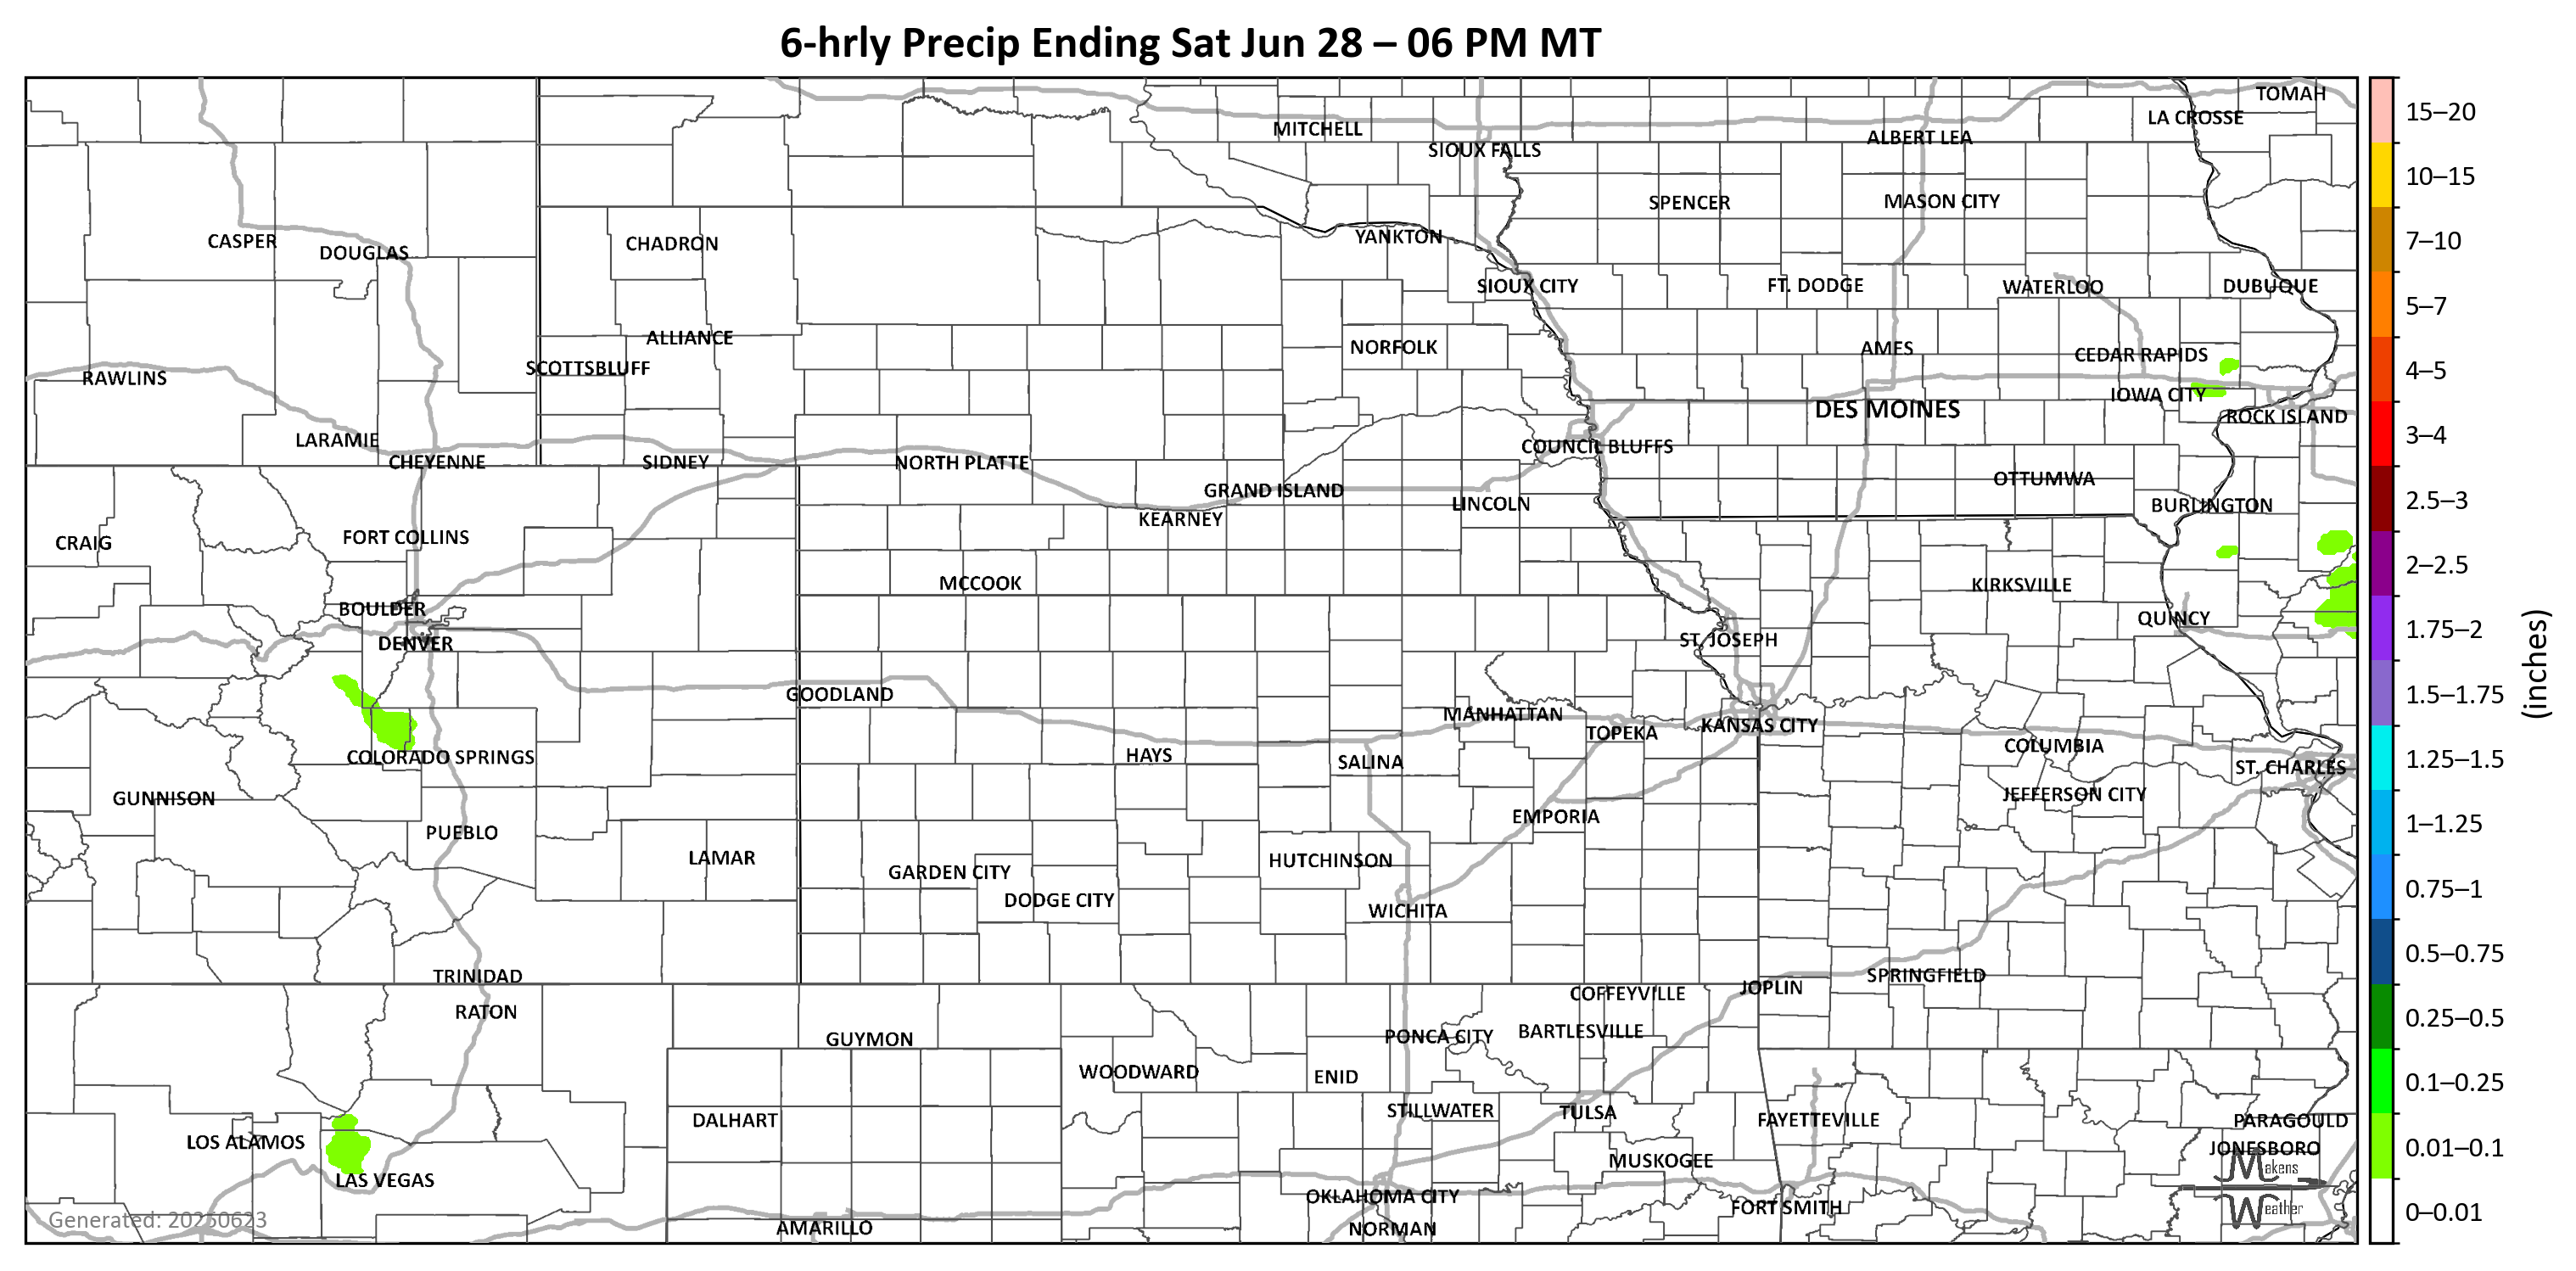 6-hrly Precip Ending Sat Jun 28 – 06 PM MT
TOMAH
LA CROSSE
MITCHELL
ALBERT LEA
SIOUX FALLS
SPENCER
MASON CITY
CASPER
DOUGLAS
CHADRON
YANKTON
SIOUX CITY
FT. DODGE
WATERLOO
DUBUQUE
ALLIANCE
NORFOLK
AMES
CEDAR RAPIDS
SCOTTSBLUFF
RAWLINS
IOWA CITY
DES MOINES
ROCK ISLAND
LARAMIE
COUNCIL BLUFFS
CHEYENNE
SIDNEY
NORTH PLATTE
OTTUMWA
GRAND ISLAND
LINCOLN
BURLINGTON
KEARNEY
FORT COLLINS
CRAIG
MCCOOK
KIRKSVILLE
BOULDER
QUINCY
DENVER
ST. JOSEPH
GOODLAND
MANHATTAN
TOPEKA
KANSAS CITY
COLUMBIA
COLORADO SPRINGS
HAYS
SALINA
ST. CHARLES
GUNNISON
JEFFERSON CITY
EMPORIA
PUEBLO
LAMAR
HUTCHINSON
GARDEN CITY
DODGE CITY
WICHITA
TRINIDAD
SPRINGFIELD
JOPLIN
COFFEYVILLE
RATON
BARTLESVILLE
PONCA CITY
GUYMON
WOODWARD
ENID
STILLWATER
TULSA
DALHART
FAYETTEVILLE
PARAGOULD
LOS ALAMOS
JONESBORO
MUSKOGEE
LAS VEGAS
OKLAHOMA CITY
FORT SMITH
AMARILLO
NORMAN
Generated: 20250623
Makens
Weather
15–20
10–15
7–10
5–7
4–5
3–4
2.5–3
2–2.5
1.75–2
1.5–1.75
1.25–1.5
1–1.25
0.75–1
0.5–0.75
0.25–0.5
0.1–0.25
0.01–0.1
0–0.01
(inches)